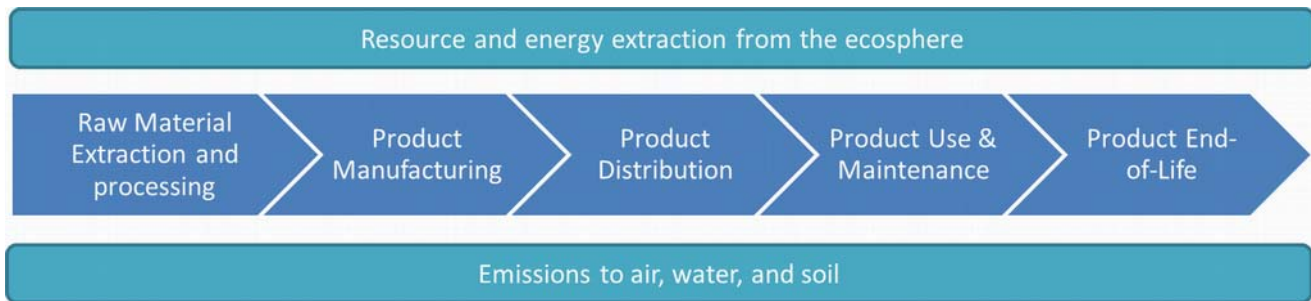 Resource and energy extraction from the ecosphere
Raw Material
Extraction and
processing
Product
Manufacturing
Product
Distribution
Product Use &
Maintenance
Product End-
of-Life
Emissions to air, water, and soil